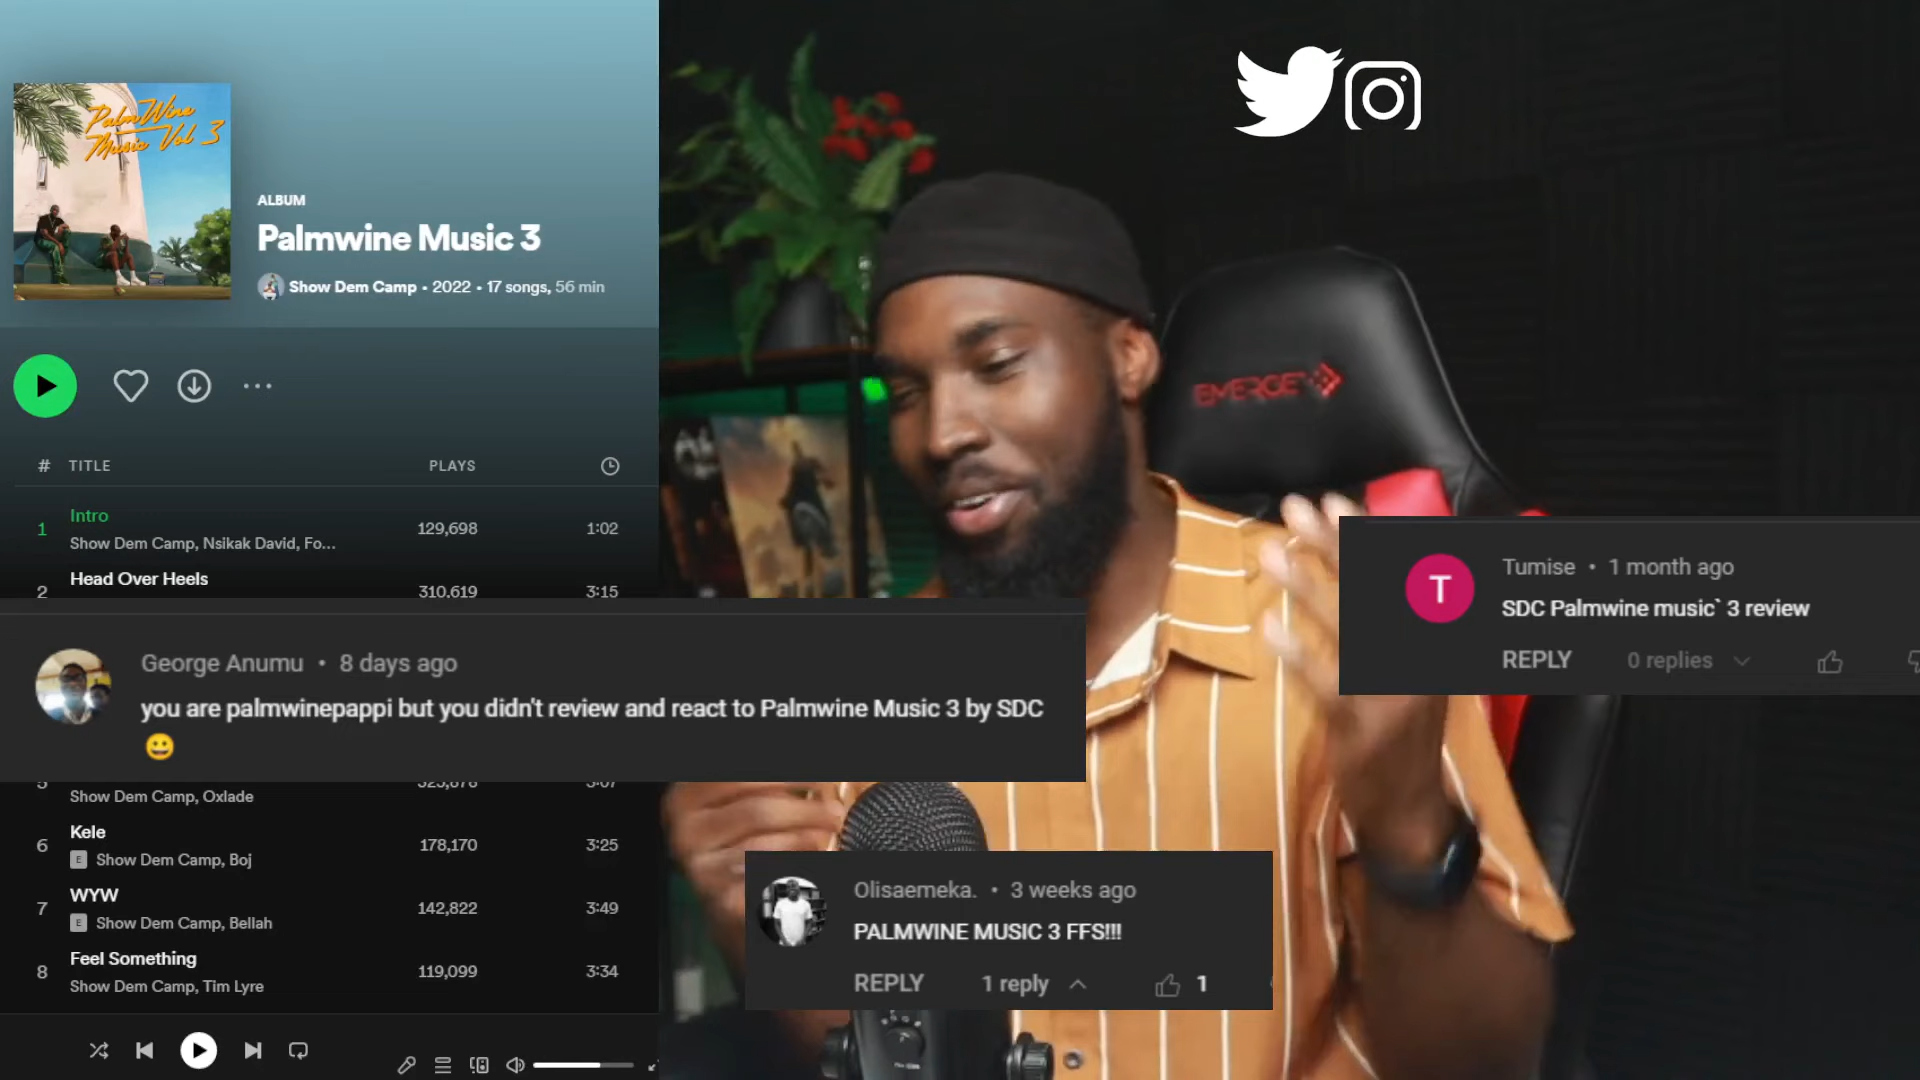 PalmWine
Music Vol 3
ALBUM
Palmwine Music 3
Show Dem Camp • 2022 • 17 songs, 56 min
# TITLE PLAYS
1 Intro 129,698 1:02
Show Dem Camp, Nsikak David, Fo...
2 Head Over Heels 310,619 3:15
EMERGE
George Anumu • 8 days ago
you are palmwinepappi but you didn't review and react to Palmwine Music 3 by SDC
😀
T
Tumise • 1 month ago
SDC Palmwine music` 3 review
REPLY 0 replies
Show Dem Camp, Oxlade
6 Kele 178,170 3:25
E Show Dem Camp, Boj
7 WYW 142,822 3:49
E Show Dem Camp, Bellah
8 Feel Something 119,099 3:34
Show Dem Camp, Tim Lyre
Olisaemeka. • 3 weeks ago
PALMWINE MUSIC 3 FFS!!!
REPLY 1 reply 1